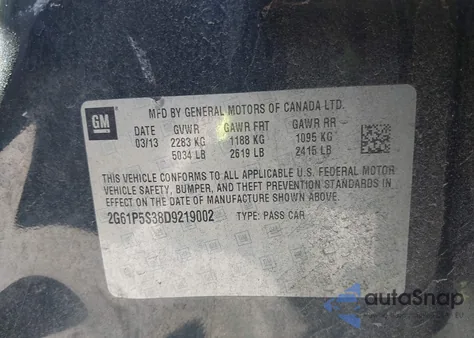 GM
MFD BY GENERAL MOTORS OF CANADA LTD.
DATE GVWR GAWR FRT GAWR RR
03/13 2283 KG 1188 KG 1095 KG
5034 LB 2619 LB 2415 LB
THIS VEHICLE CONFORMS TO ALL APPLICABLE U.S. FEDERAL MOTOR
VEHICLE SAFETY, BUMPER, AND THEFT PREVENTION STANDARDS IN
EFFECT ON THE DATE OF MANUFACTURE SHOWN ABOVE.
2G61P5S38D9219002 TYPE: PASS CAR
autoSnap